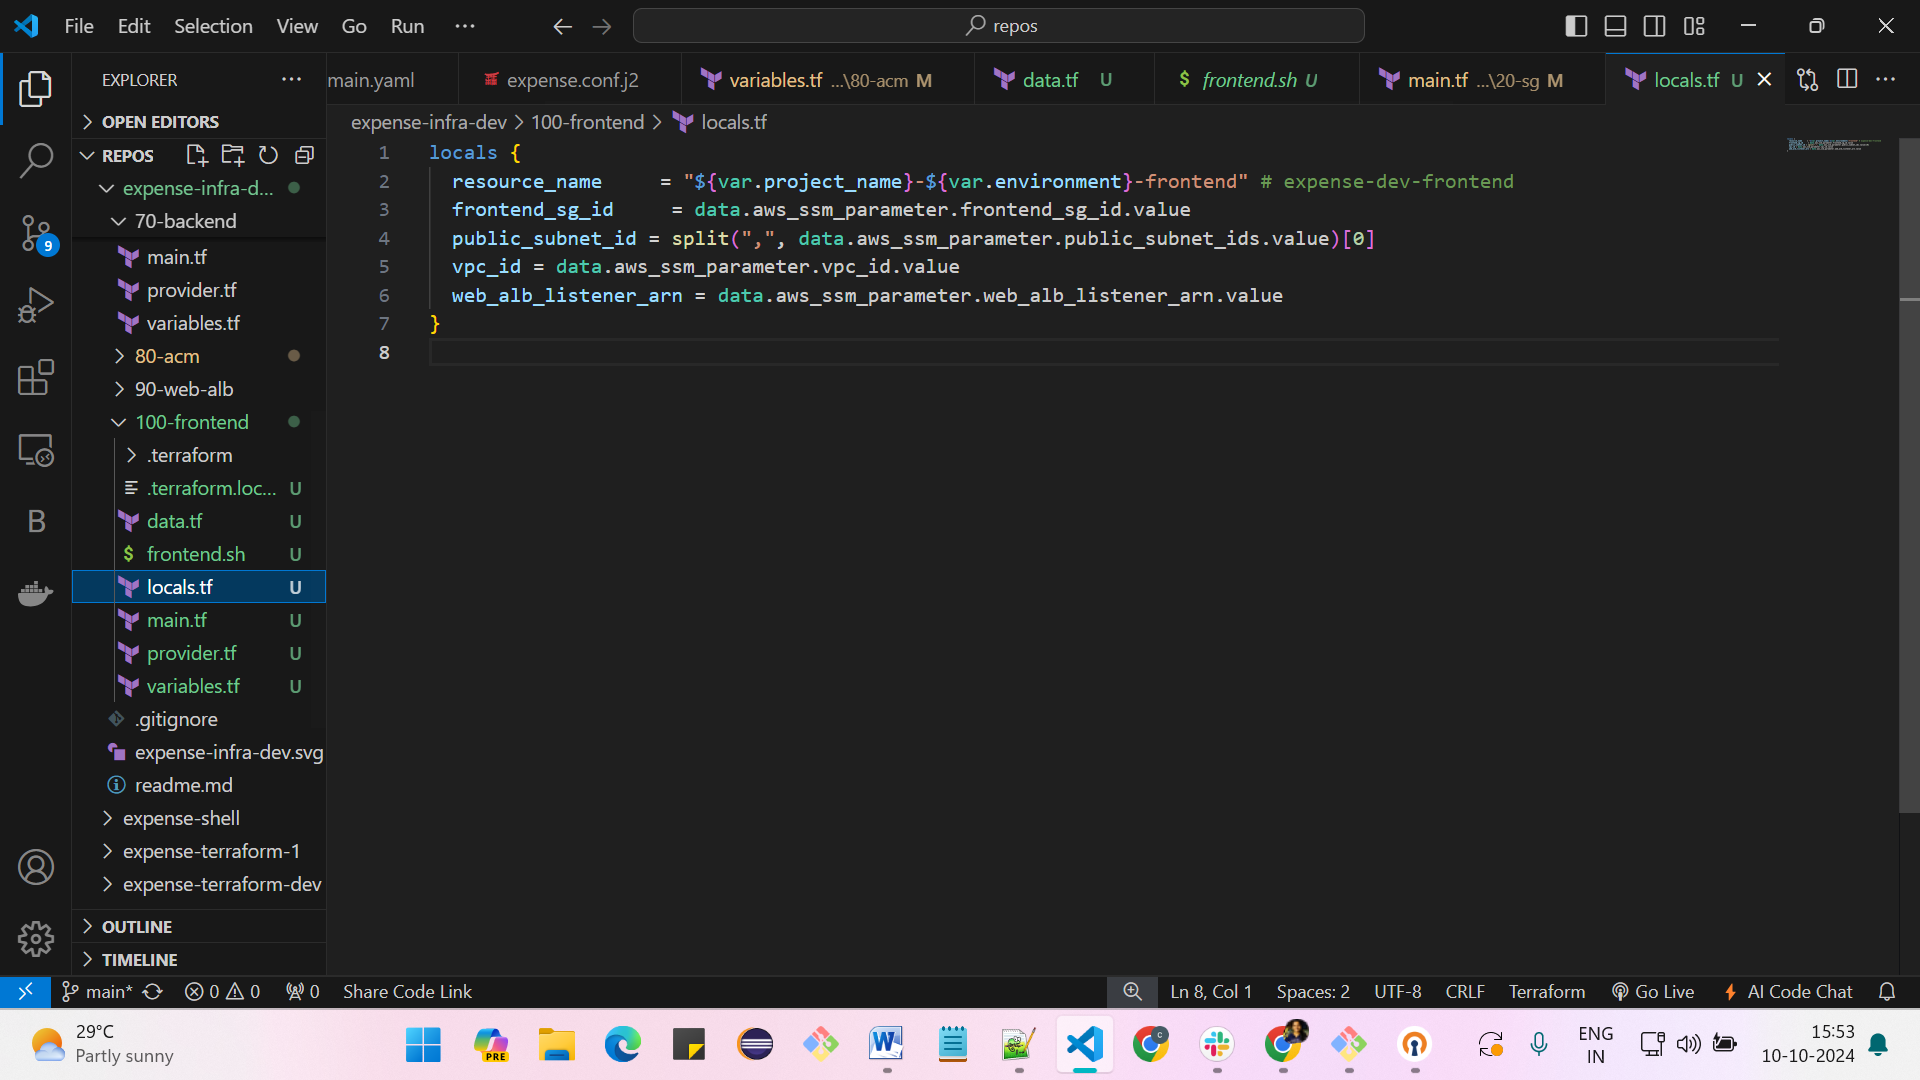 File Edit Selection View Go Run ···
repos
EXPLORER
OPEN EDITORS
REPOS
expense-infra-d...
70-backend
main.tf
provider.tf
variables.tf
80-acm
90-web-alb
100-frontend
.terraform
.terraform.loc... U
data.tf U
frontend.sh U
locals.tf U
main.tf U
provider.tf U
variables.tf U
.gitignore
expense-infra-dev.svg
readme.md
expense-shell
expense-terraform-1
expense-terraform-dev
OUTLINE
TIMELINE
9
B
main.yaml
expense.conf.j2
variables.tf ...\80-acm M
data.tf U
frontend.sh U
main.tf ...\20-sg M
locals.tf U
expense-infra-dev > 100-frontend > locals.tf
1 locals {
2 resource_name = "${var.project_name}-${var.environment}-frontend" # expense-dev-frontend
3 frontend_sg_id = data.aws_ssm_parameter.frontend_sg_id.value
4 public_subnet_id = split(",", data.aws_ssm_parameter.public_subnet_ids.value)[0]
5 vpc_id = data.aws_ssm_parameter.vpc_id.value
6 web_alb_listener_arn = data.aws_ssm_parameter.web_alb_listener_arn.value
7 }
8
main* 0 0 0 Share Code Link Ln 8, Col 1 Spaces: 2 UTF-8 CRLF Terraform Go Live AI Code Chat
29°C
Partly sunny
PRE
W
C
ENG
IN
15:53
10-10-2024